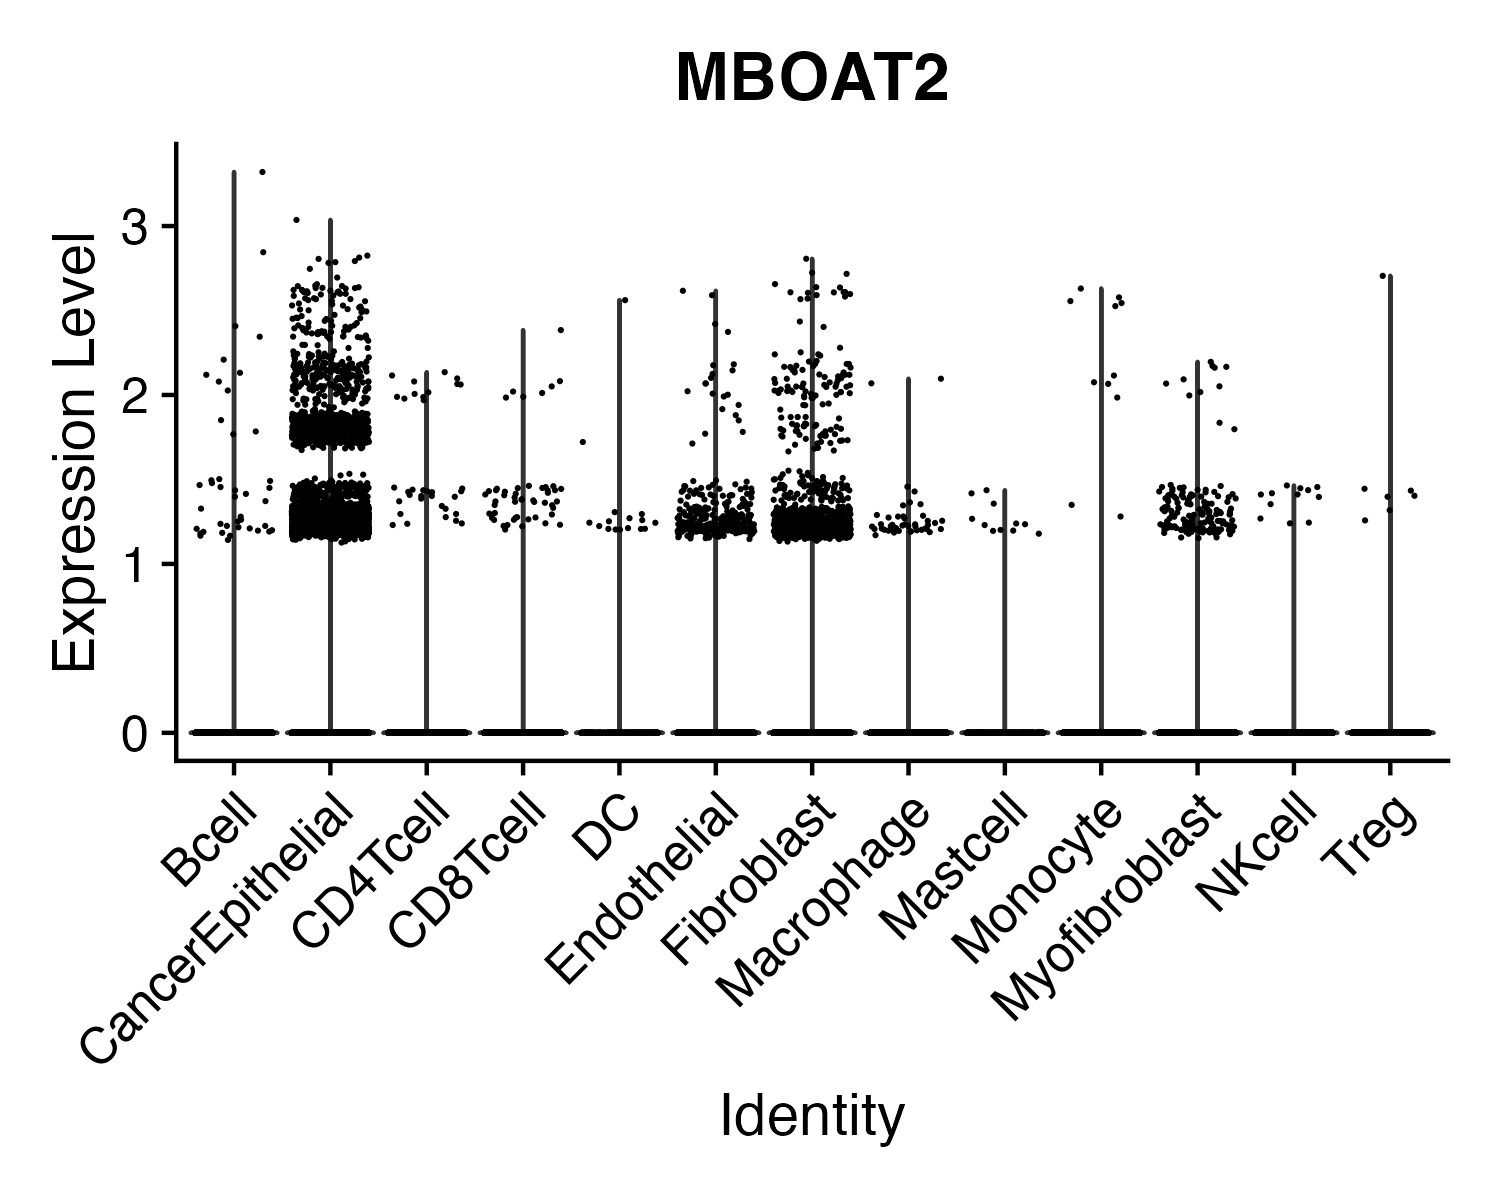 MBOAT2
Expression Level
3
2
1
0
Bcell
CancerEpithelial
CD4Tcell
CD8Tcell
DC
Endothelial
Fibroblast
Macrophage
Mastcell
Monocyte
Myofibroblast
NKcell
Treg
Identity